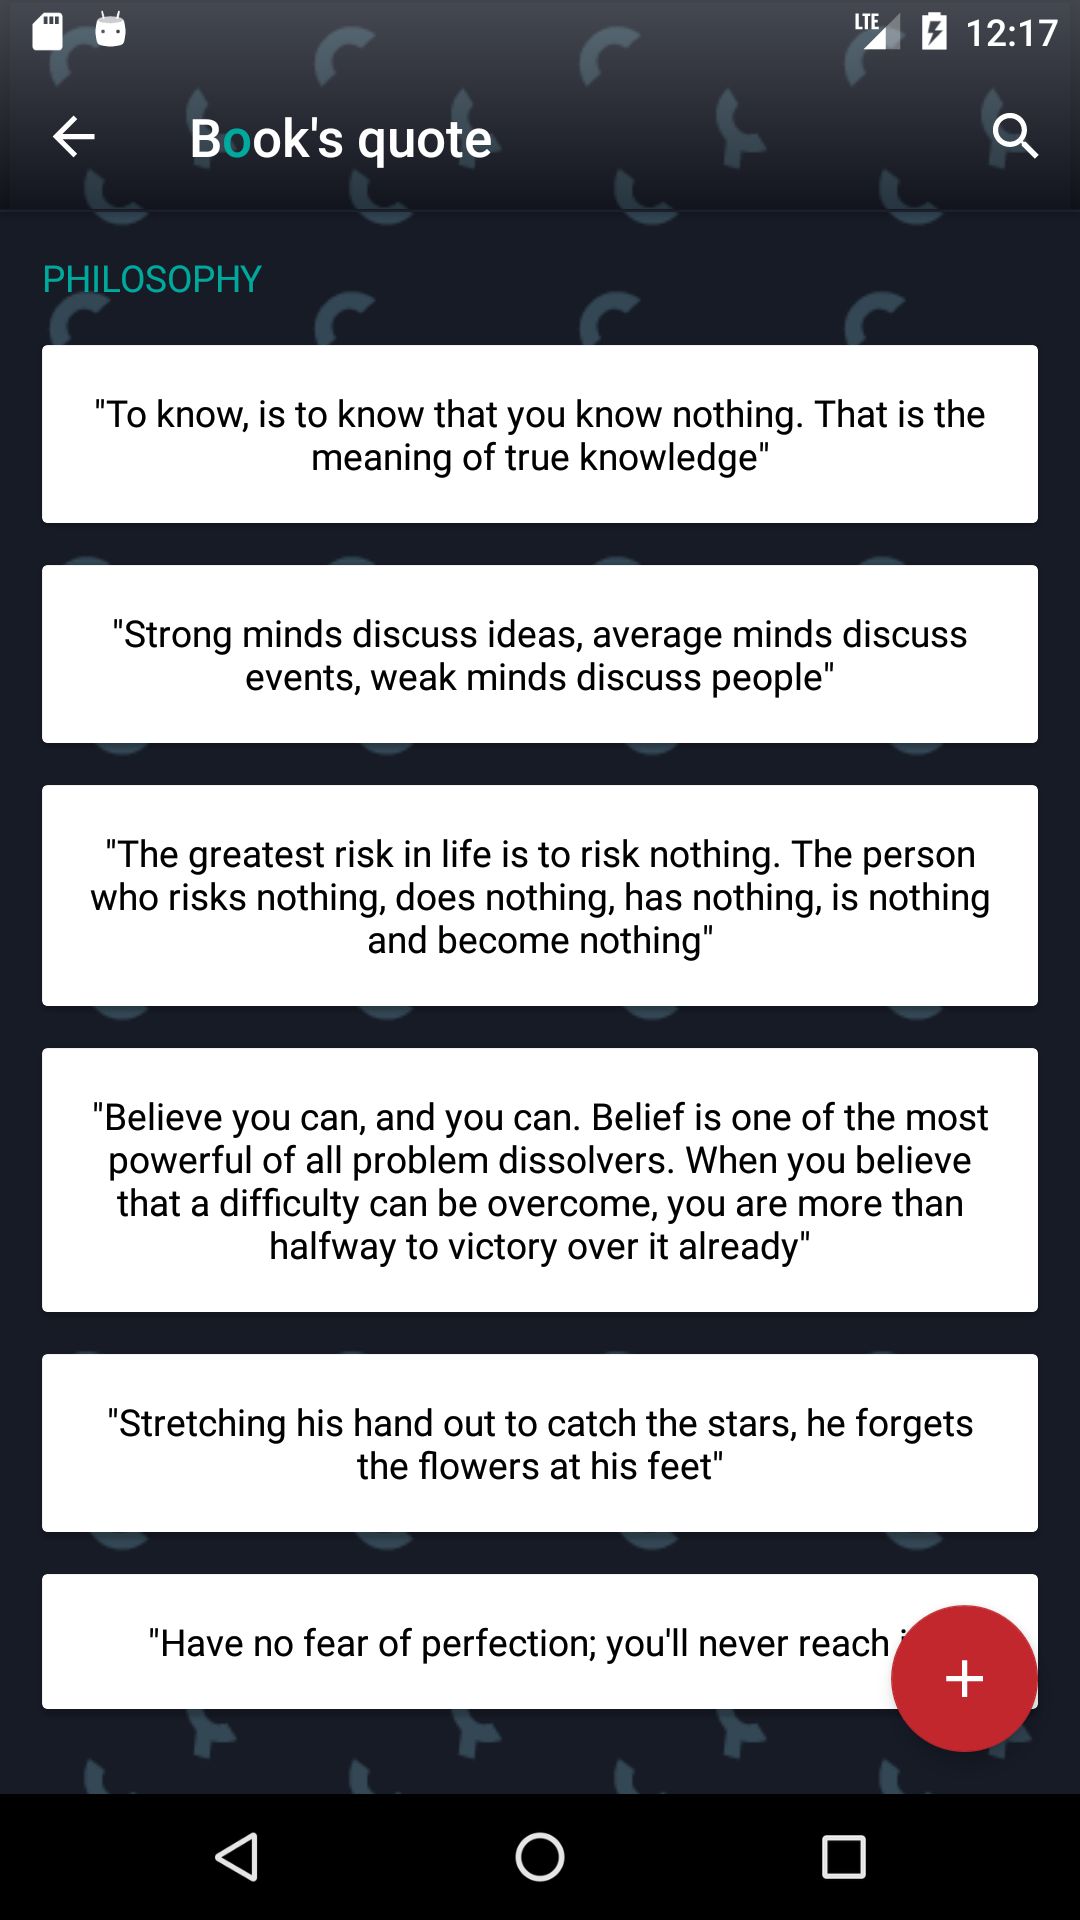 LTE 12:17
Book's quote
PHILOSOPHY
"To know, is to know that you know nothing. That is the
meaning of true knowledge"
"Strong minds discuss ideas, average minds discuss
events, weak minds discuss people"
"The greatest risk in life is to risk nothing. The person
who risks nothing, does nothing, has nothing, is nothing
and become nothing"
"Believe you can, and you can. Belief is one of the most
powerful of all problem dissolvers. When you believe
that a difficulty can be overcome, you are more than
halfway to victory over it already"
"Stretching his hand out to catch the stars, he forgets
the flowers at his feet"
"Have no fear of perfection; you'll never reach